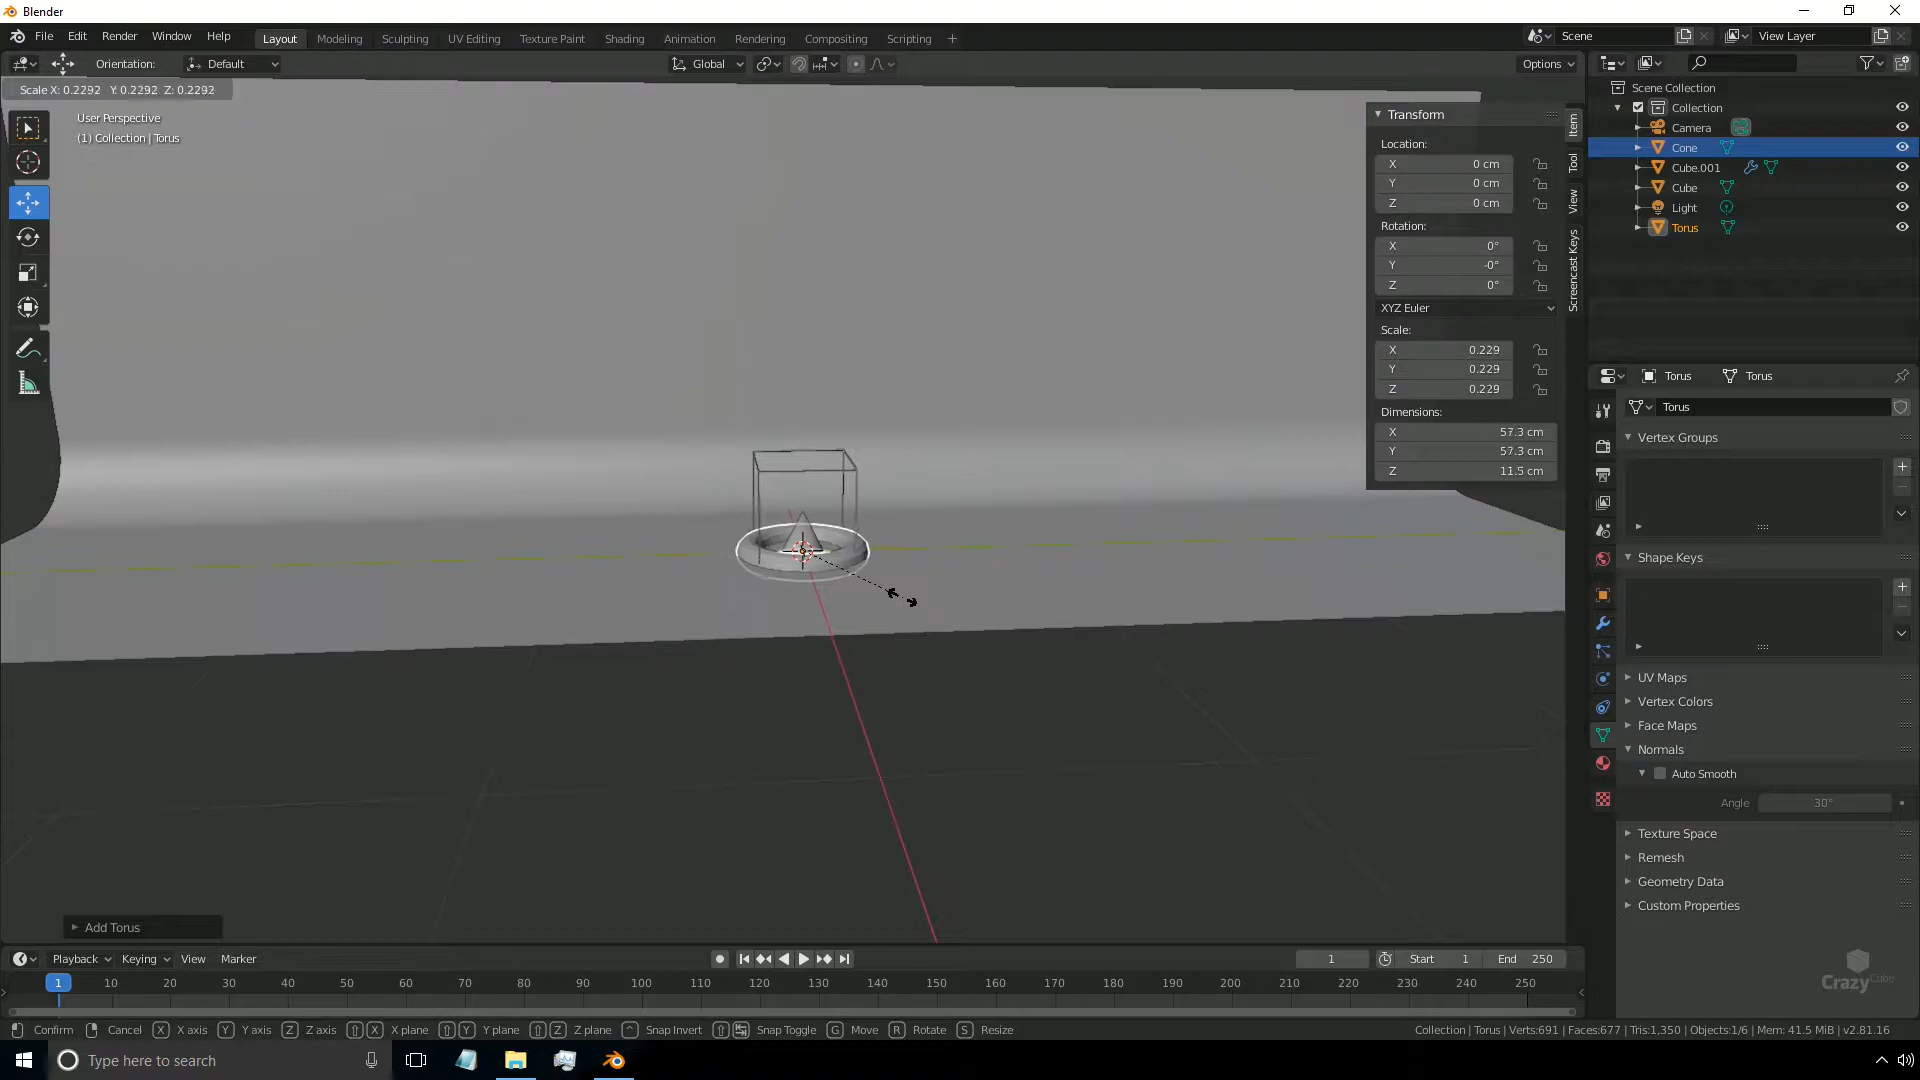 Blender
File Edit Render Window Help
Layout Modeling Sculpting UV Editing Texture Paint Shading Animation Rendering Compositing Scripting +
Scene
View Layer
Orientation: Default
Global
Options
Scale X: 0.2292 Y: 0.2292 Z: 0.2292
User Perspective
(1) Collection | Torus
Transform
Location:
X 0 cm
Y 0 cm
Z 0 cm
Rotation:
X 0°
Y -0°
Z 0°
XYZ Euler
Scale:
X 0.229
Y 0.229
Z 0.229
Dimensions:
X 57.3 cm
Y 57.3 cm
Z 11.5 cm
Item
Tool
View
Screencast Keys
Scene Collection
Collection
Camera
Cone
Cube.001
Cube
Light
Torus
Torus Torus
Torus
Vertex Groups
Shape Keys
UV Maps
Vertex Colors
Face Maps
Normals
Auto Smooth
Angle 30°
Texture Space
Remesh
Geometry Data
Custom Properties
CrazyCube
Add Torus
Playback Keying View Marker
1 Start 1 End 250
1 10 20 30 40 50 60 70 80 90 100 110 120 130 140 150 160 170 180 190 200 210 220 230 240 250
Confirm Cancel X X axis Y Y axis Z Z axis X X plane Y Y plane Z Z plane Snap Invert Snap Toggle G Move R Rotate S Resize
Collection | Torus | Verts:691 | Faces:677 | Tris:1,350 | Objects:1/6 | Mem: 41.5 MiB | v2.81.16
Type here to search